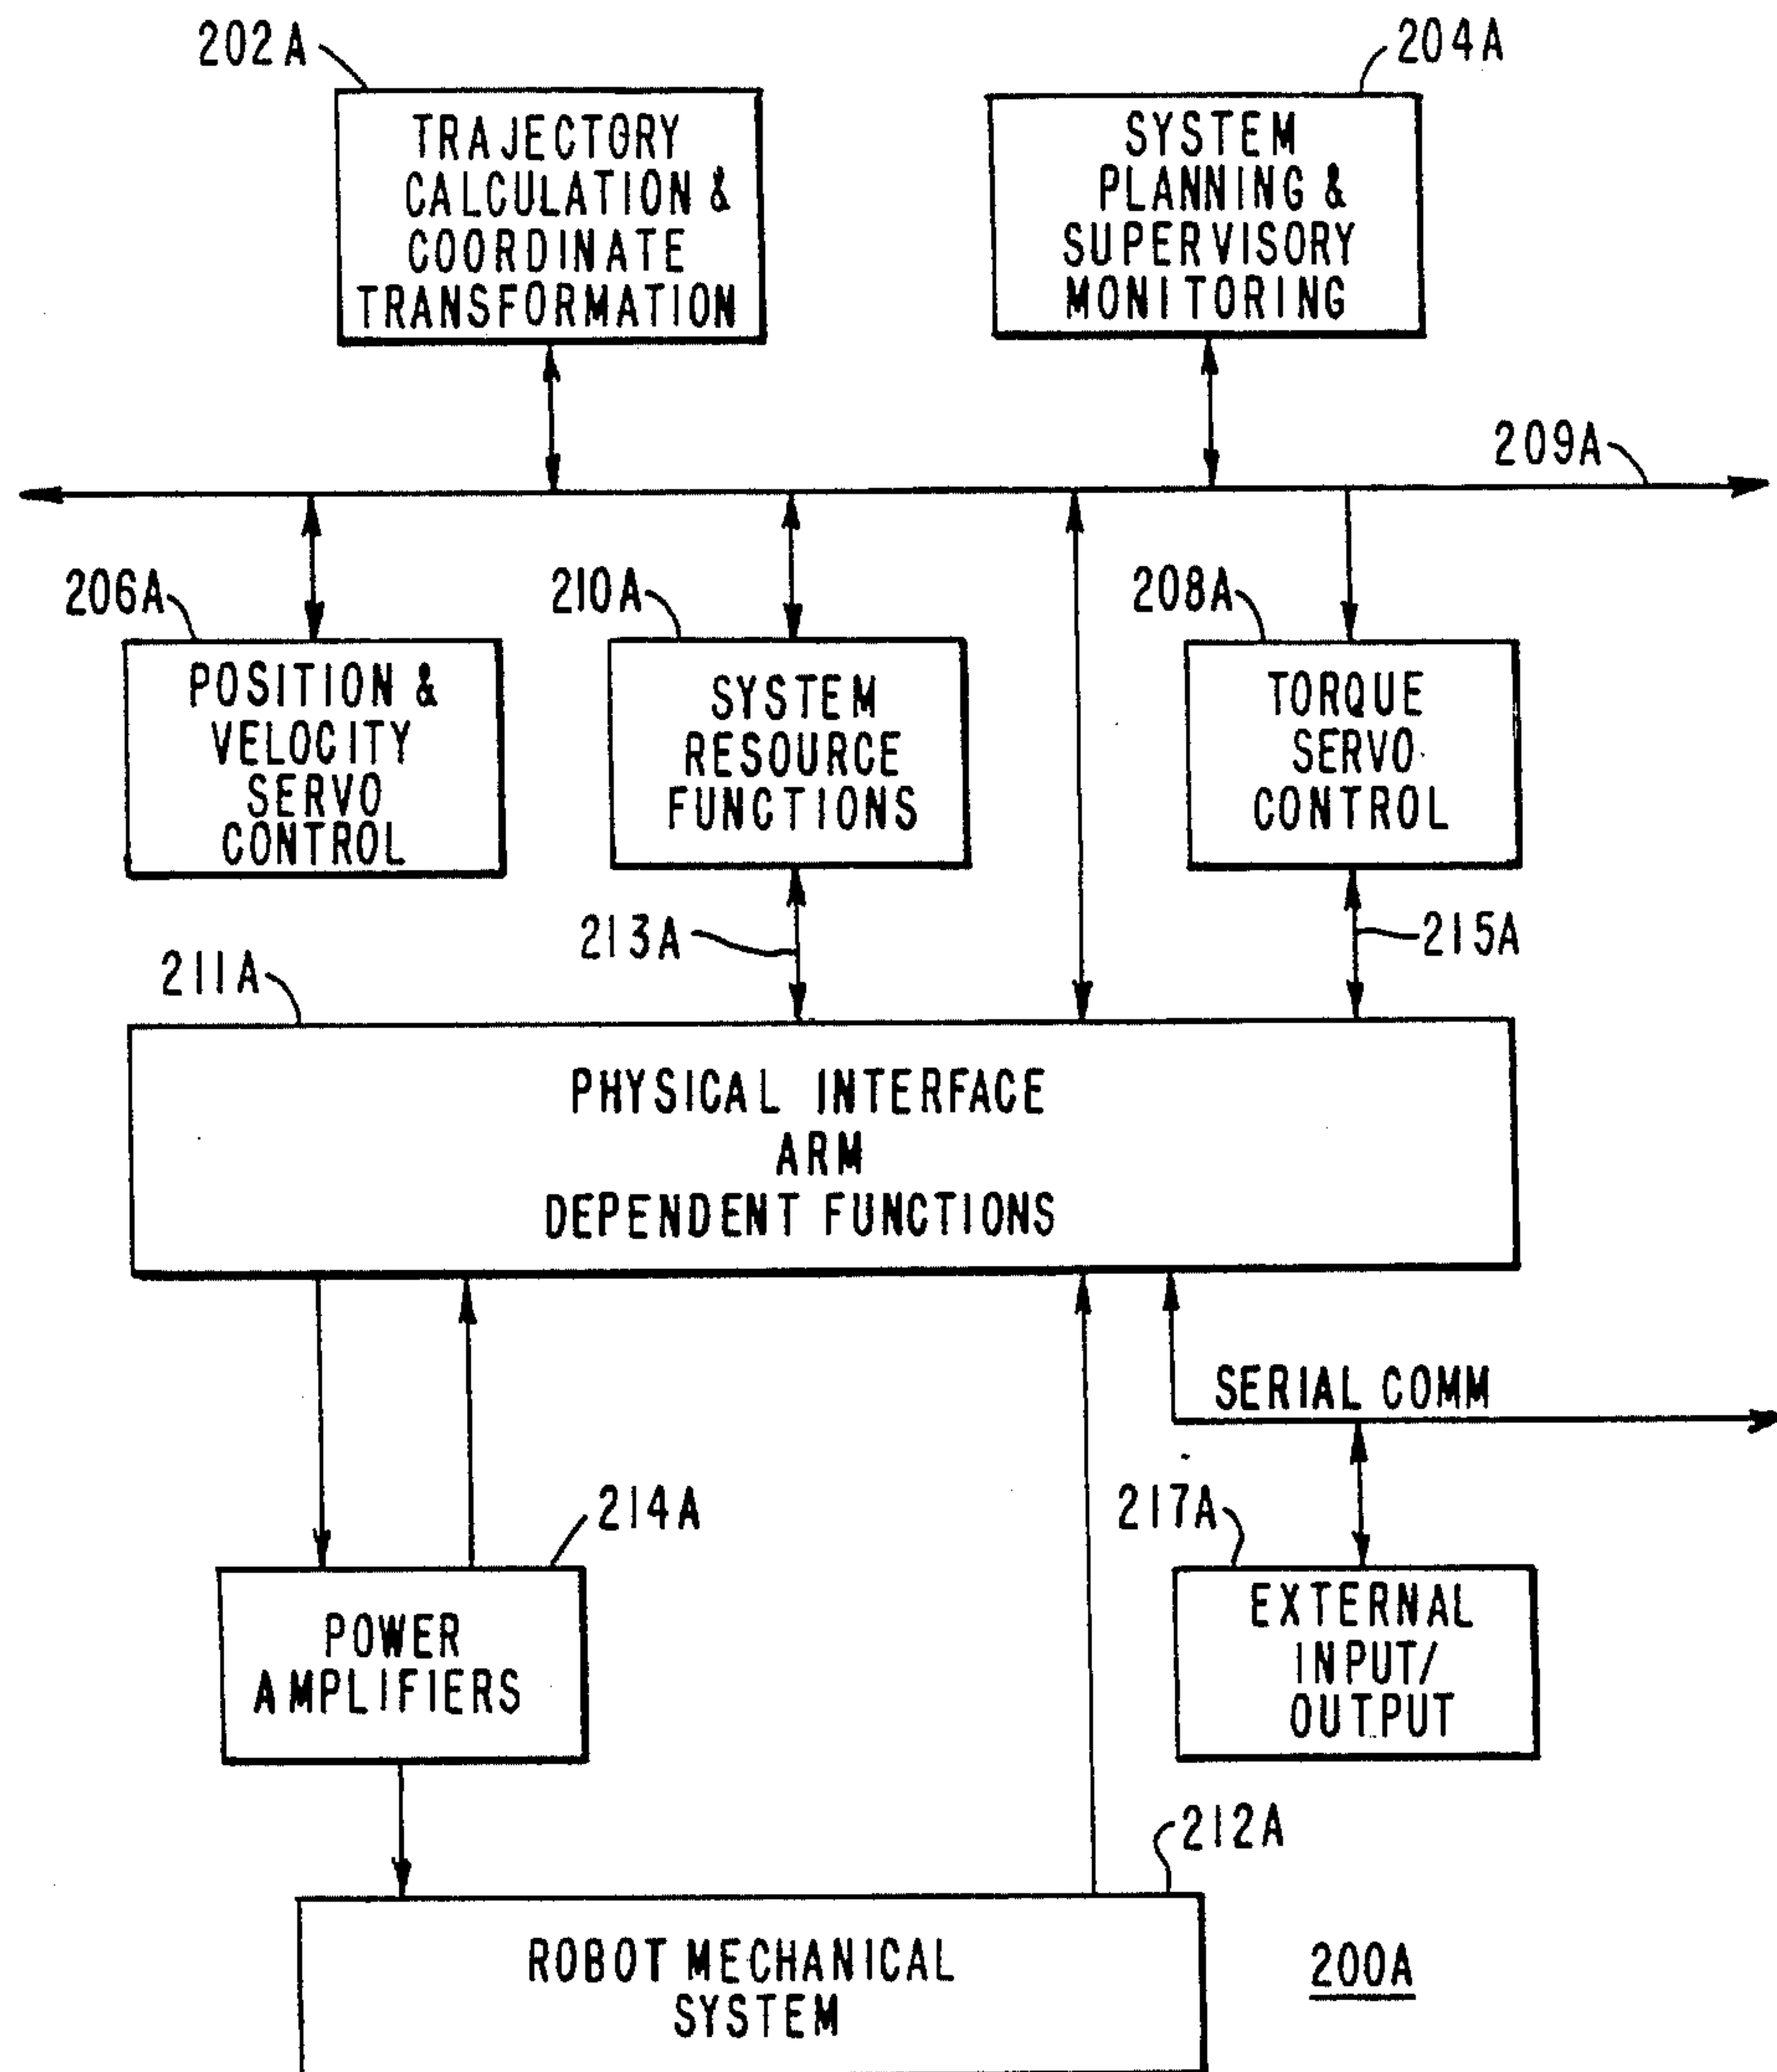 202A
204A
TRAJECTORY
CALCULATION &
COORDINATE
TRANSFORMATION
SYSTEM
PLANNING &
SUPERVISORY
MONITORING
209A
206A
210A
208A
POSITION &
VELOCITY
SERVO
CONTROL
SYSTEM
RESOURCE
FUNCTIONS
TORQUE
SERVO
CONTROL
213A
215A
211A
PHYSICAL INTERFACE
ARM
DEPENDENT FUNCTIONS
SERIAL COMM
214A
217A
POWER
AMPLIFIERS
EXTERNAL
INPUT/
OUTPUT
212A
ROBOT MECHANICAL
SYSTEM
200A